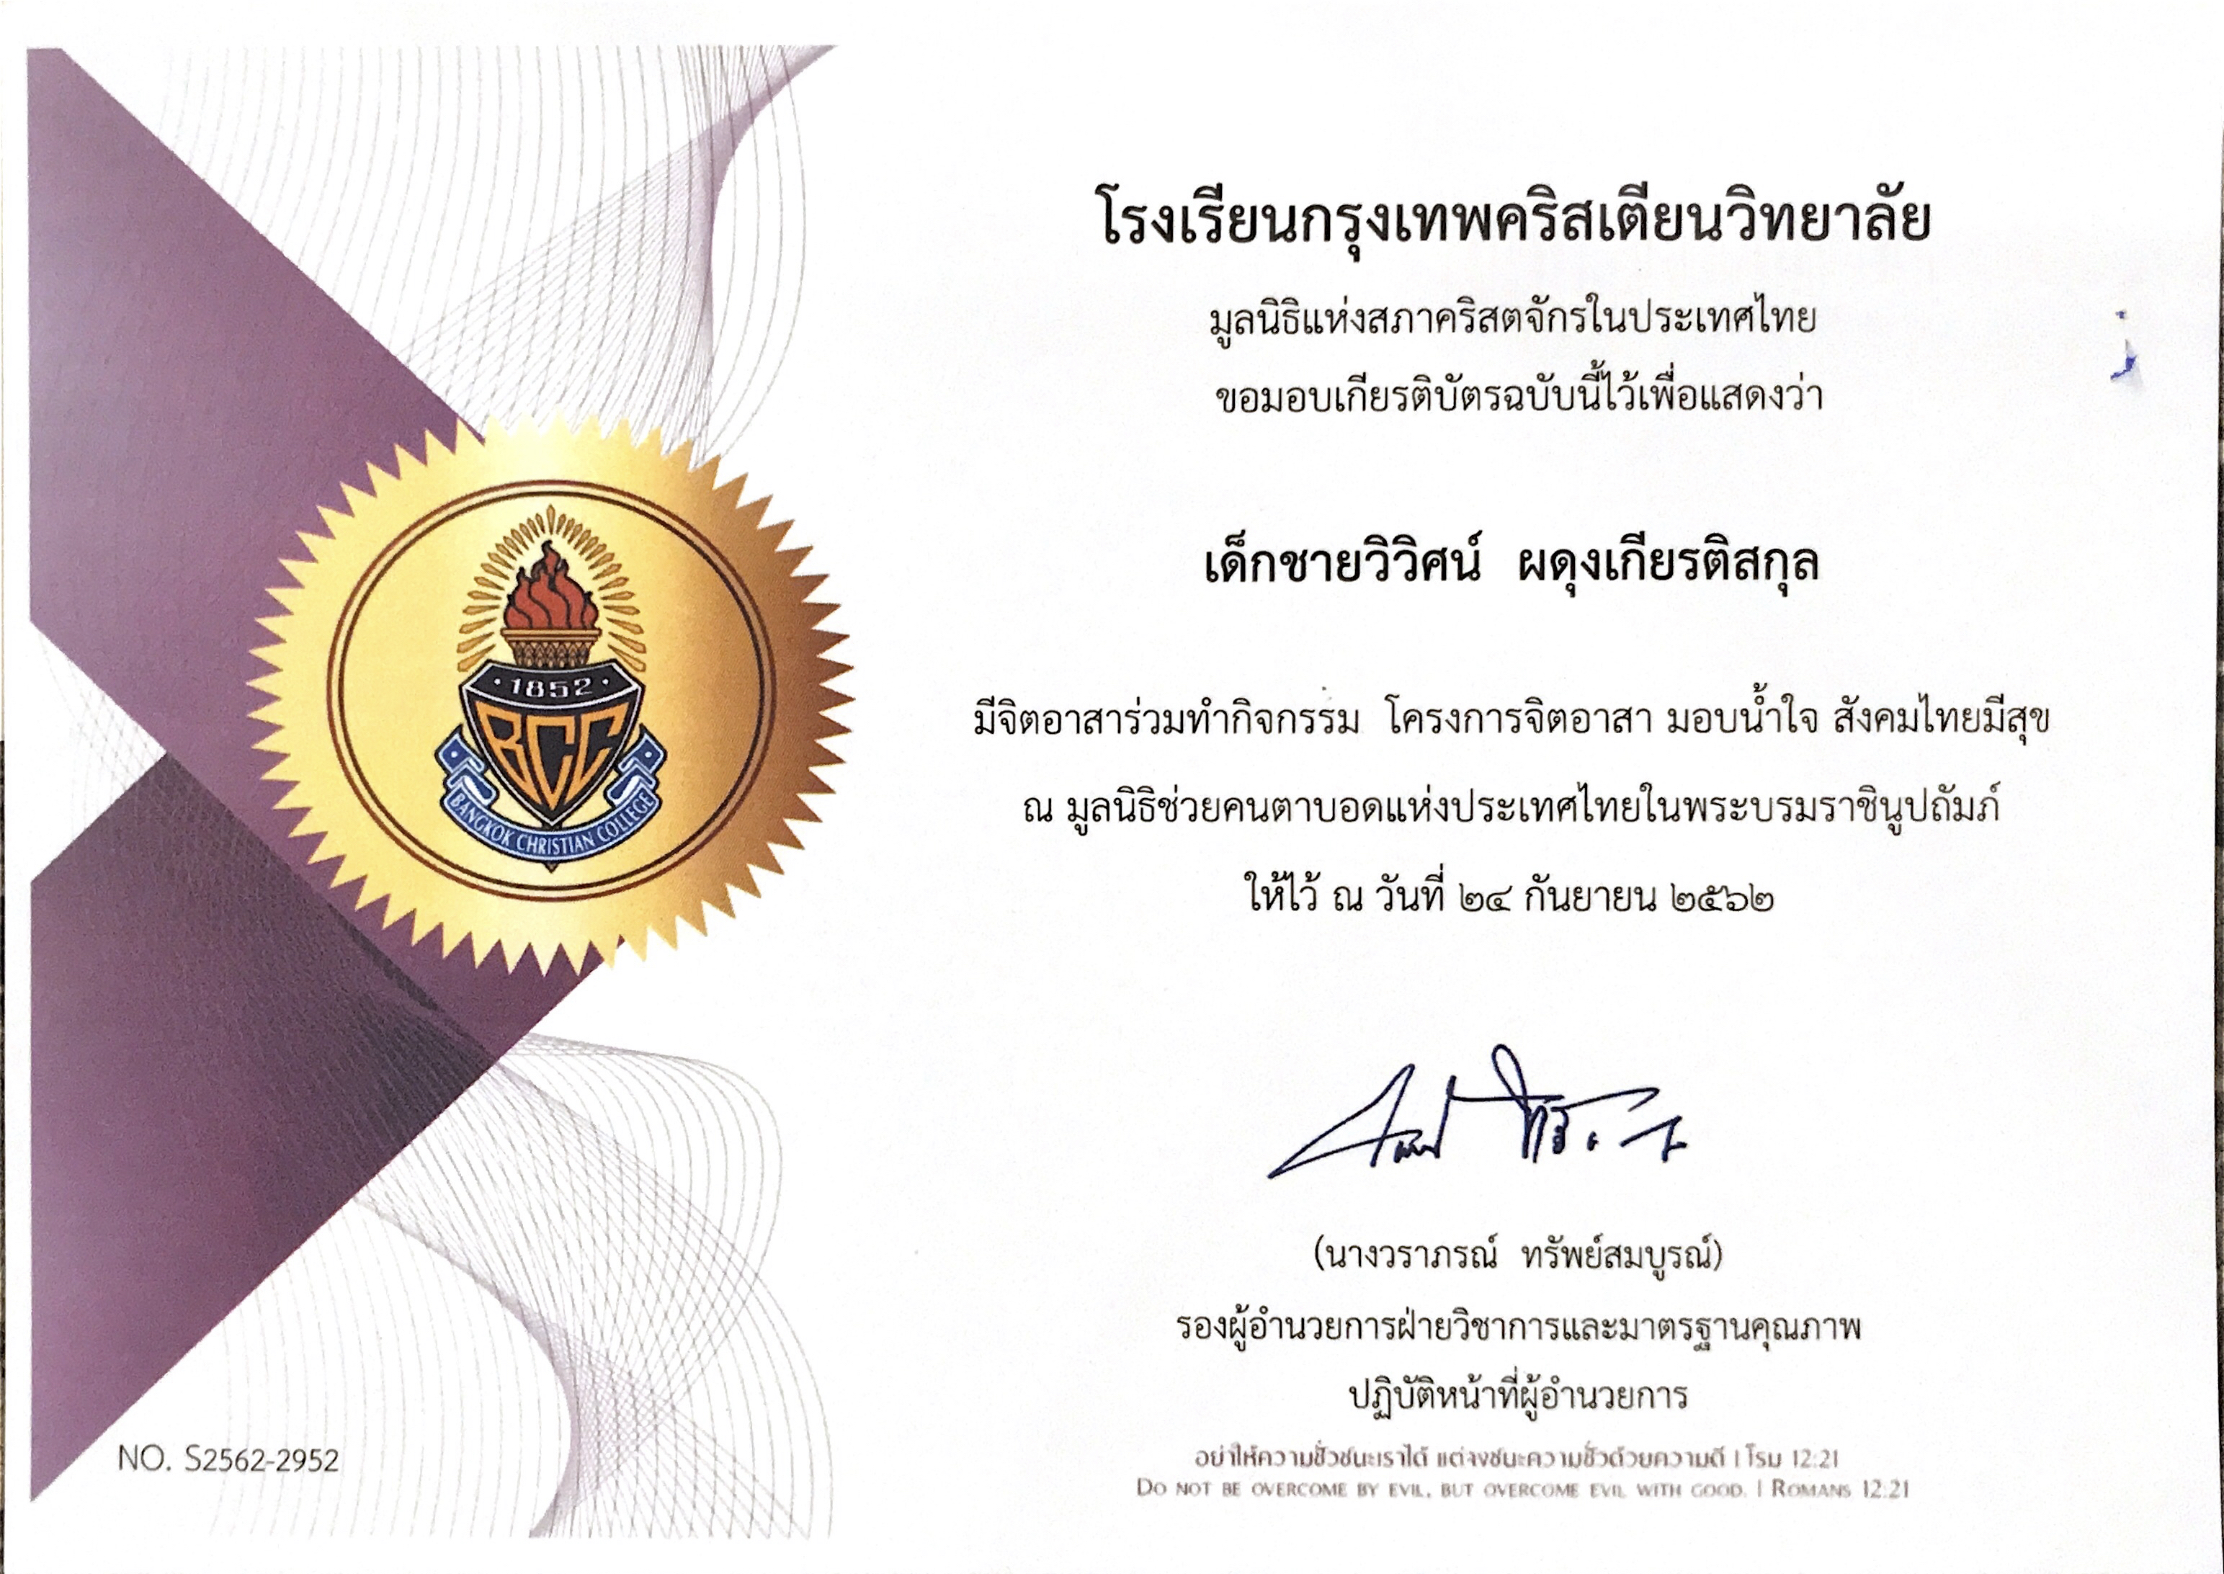 โรงเรียนกรุงเทพคริสเตียนวิทยาลัย
มูลนิธิแห่งสภาคริสตจักรในประเทศไทย
ขอมอบเกียรติบัตรฉบับนี้ไว้เพื่อแสดงว่า
เด็กชายวิวิศน์ ผดุงเกียรติสกุล
มีจิตอาสาร่วมทำกิจกรรม โครงการจิตอาสา มอบน้ำใจ สังคมไทยมีสุข
ณ มูลนิธิช่วยคนตาบอดแห่งประเทศไทยในพระบรมราชินูปถัมภ์
ให้ไว้ ณ วันที่ ๒๔ กันยายน ๒๕๖๒
(นางวราภรณ์ ทรัพย์สมบูรณ์)
รองผู้อำนวยการฝ่ายวิชาการและมาตรฐานคุณภาพ
ปฏิบัติหน้าที่ผู้อำนวยการ
อย่าให้ความชั่วชนะเราได้ แต่จงชนะความชั่วด้วยความดี | โรม 12:21
DO NOT BE OVERCOME BY EVIL, BUT OVERCOME EVIL WITH GOOD. | ROMANS 12:21
1852
BCC
BANGKOK CHRISTIAN COLLEGE
NO. S2562-2952